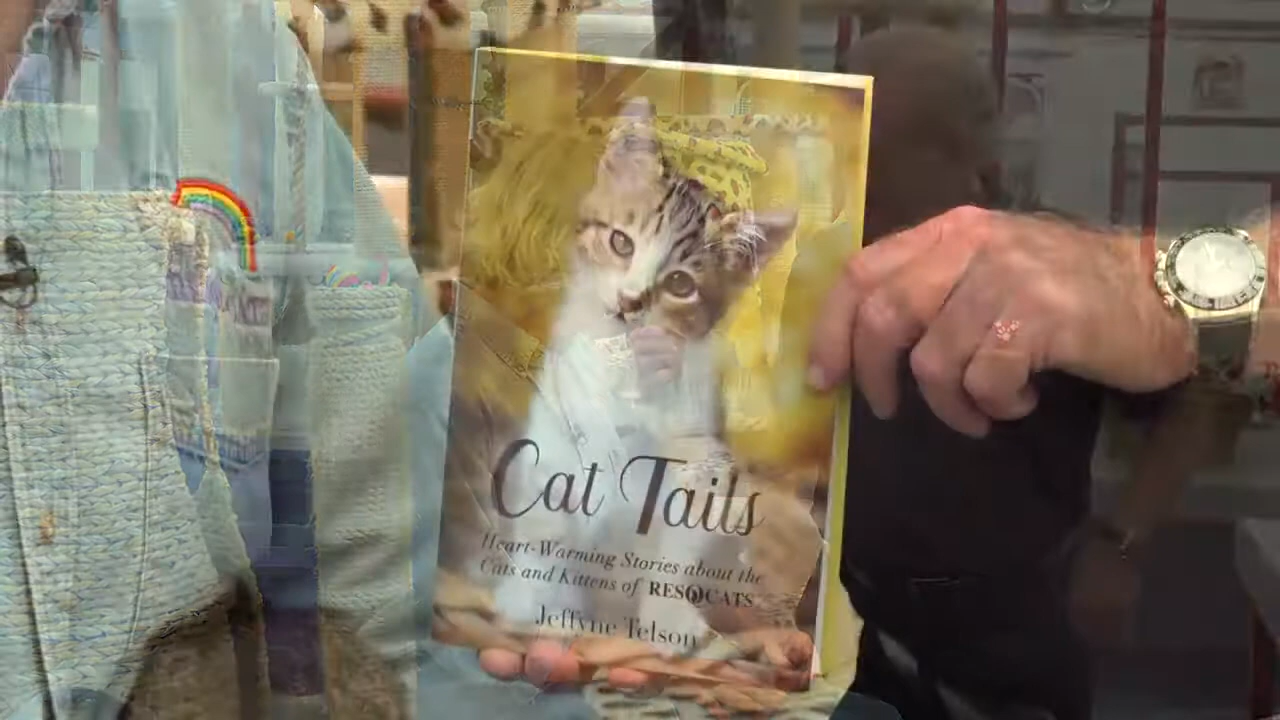 Cat Tails
Heart-Warming Stories about the
Cats and Kittens of RESQCATS
Jeffyne Telson